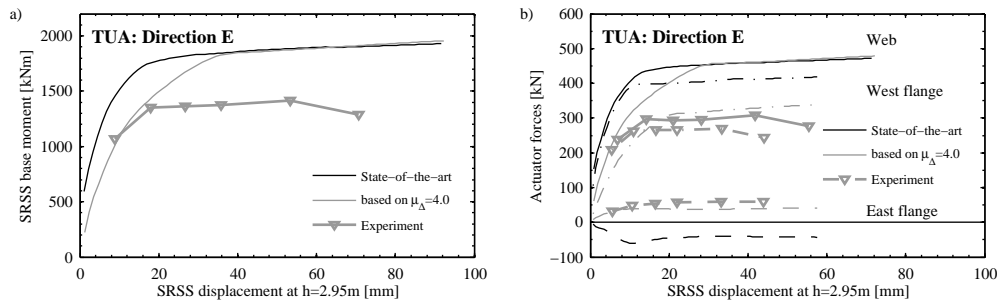 a)
TUA: Direction E
SRSS base moment [kNm]
2000
1500
1000
500
0
State−of−the−art
based on μΔ=4.0
Experiment
0 20 40 60 80 100
SRSS displacement at h=2.95m [mm]
b)
TUA: Direction E
Actuator forces [kN]
600
500
400
300
200
100
0
−100
Web
West flange
State−of−the−art
based on μΔ=4.0
Experiment
East flange
0 20 40 60 80 100
SRSS displacement at h=2.95m [mm]